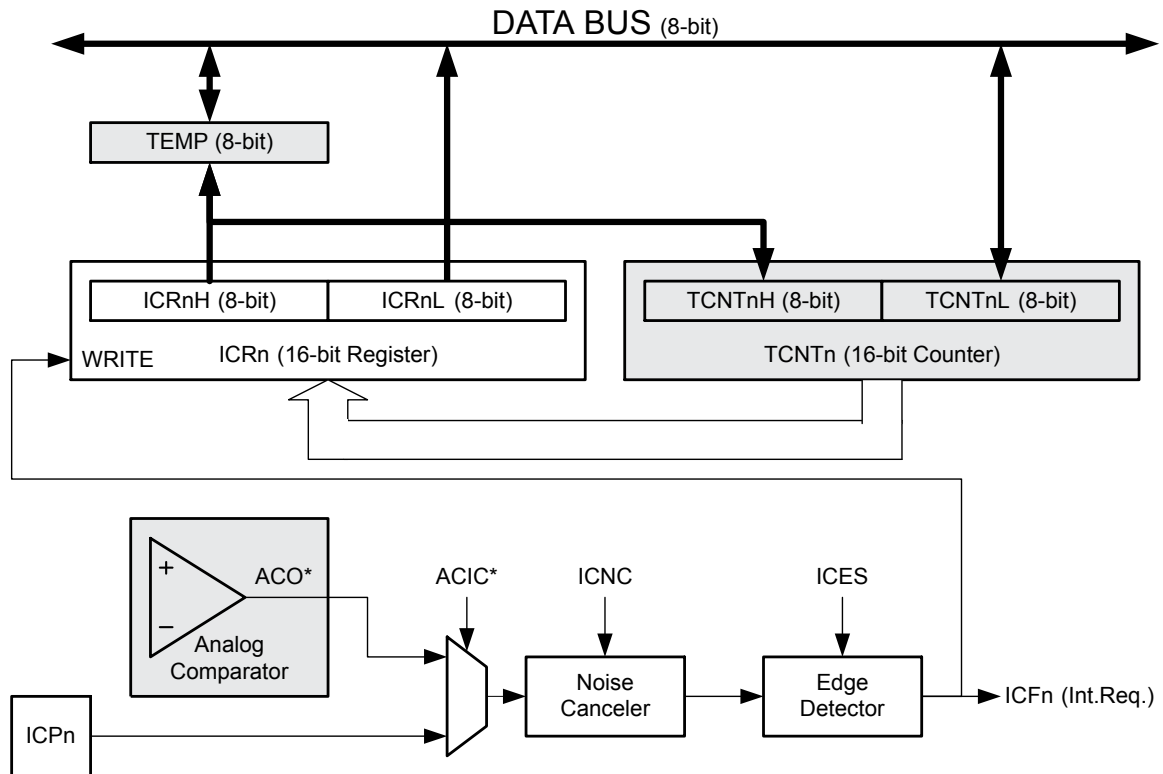 DATA BUS (8-bit)
TEMP (8-bit)
ICRnH (8-bit)
ICRnL (8-bit)
TCNTnH (8-bit)
TCNTnL (8-bit)
WRITE
ICRn (16-bit Register)
TCNTn (16-bit Counter)
+
−
ACO*
Analog
Comparator
ACIC*
ICNC
ICES
Noise
Canceler
Edge
Detector
ICFn (Int.Req.)
ICPn